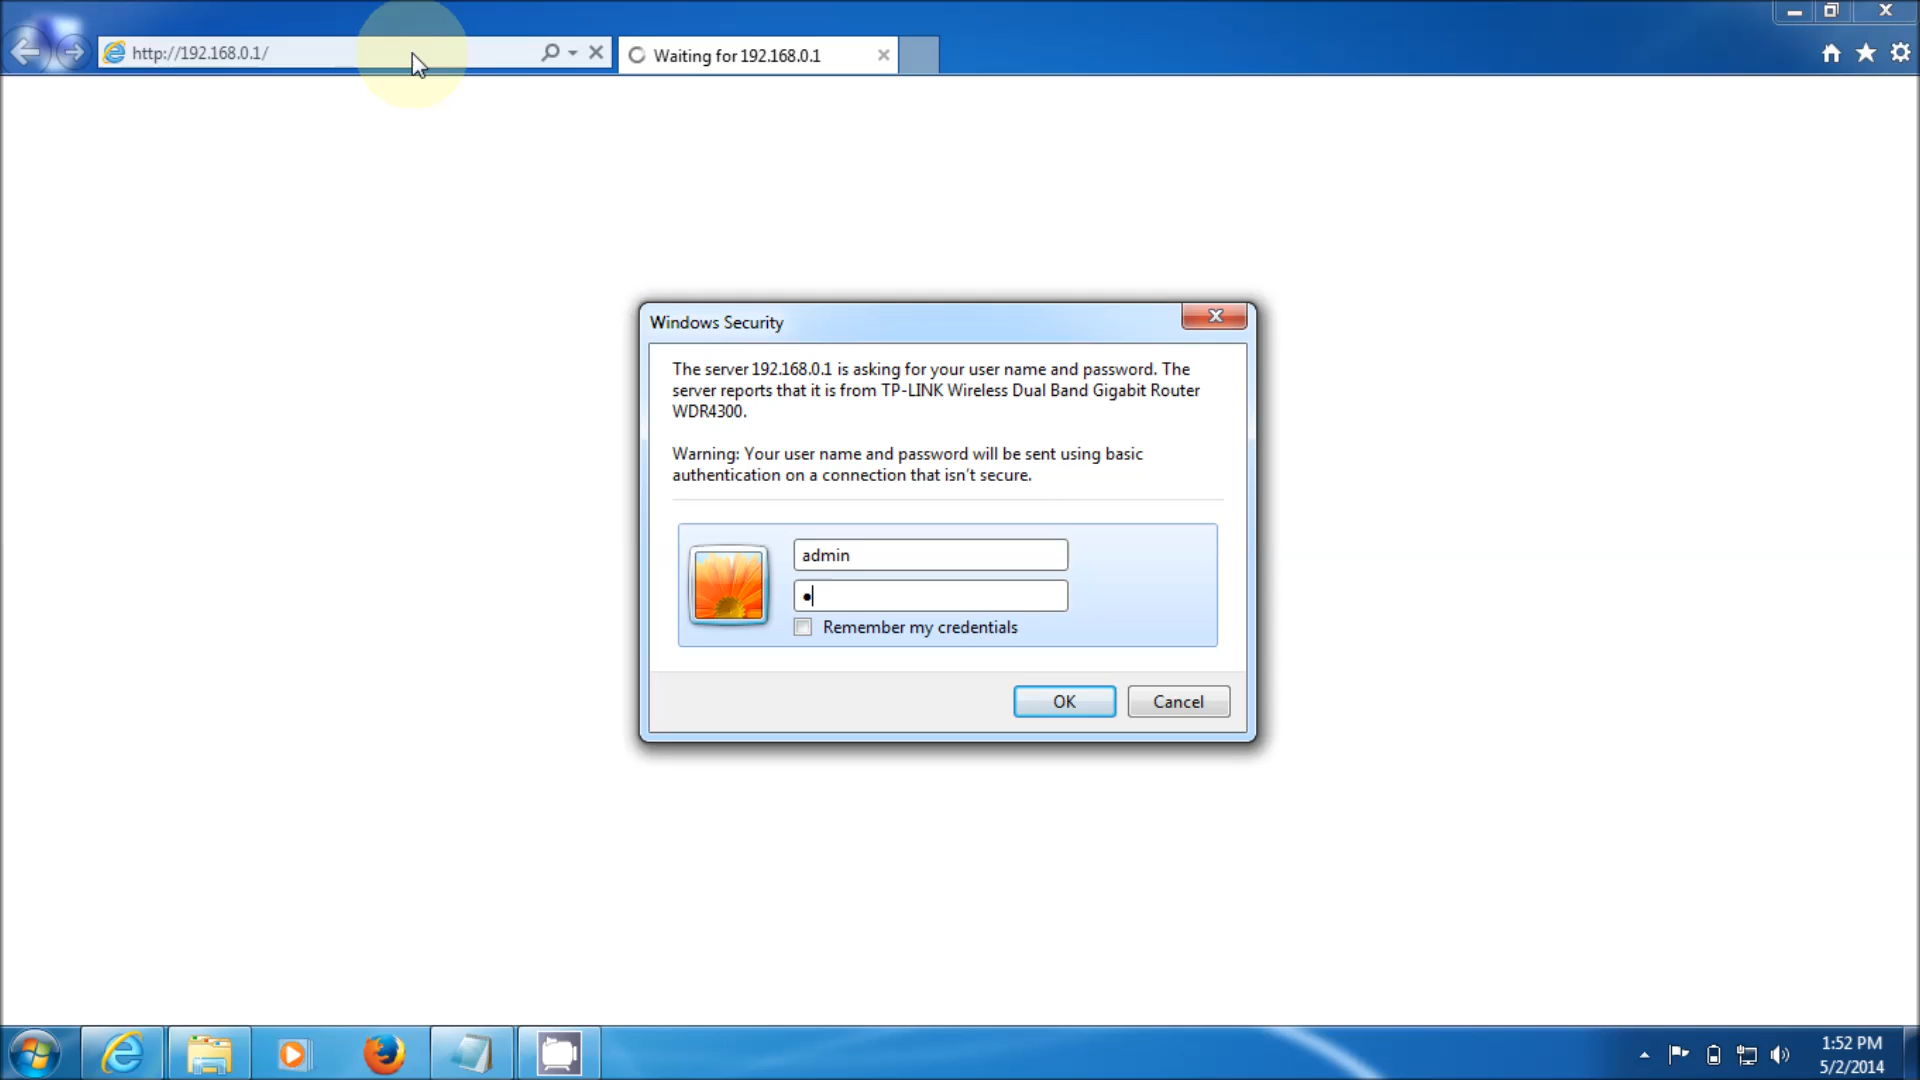 http://192.168.0.1/
Waiting for 192.168.0.1
Windows Security
The server 192.168.0.1 is asking for your user name and password. The
server reports that it is from TP-LINK Wireless Dual Band Gigabit Router
WDR4300.
Warning: Your user name and password will be sent using basic
authentication on a connection that isn't secure.
admin
Remember my credentials
OK
Cancel
1:52 PM
5/2/2014